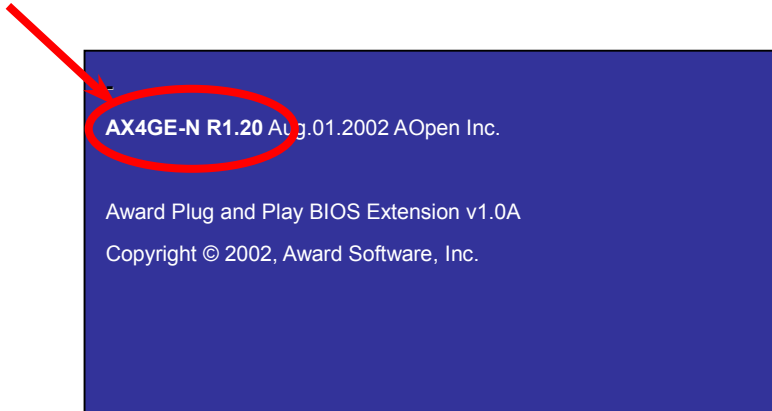 AX4GE-N R1.20 Aug.01.2002 AOpen Inc.
Award Plug and Play BIOS Extension v1.0A
Copyright © 2002, Award Software, Inc.